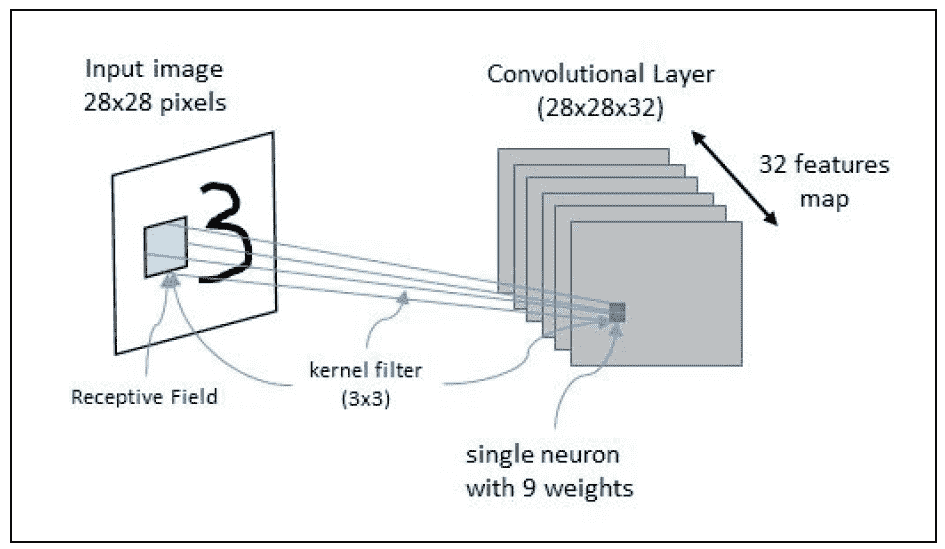 Input image
28x28 pixels
Convolutional Layer
(28x28x32)
32 features
map
3
Receptive Field
kernel filter
(3x3)
single neuron
with 9 weights